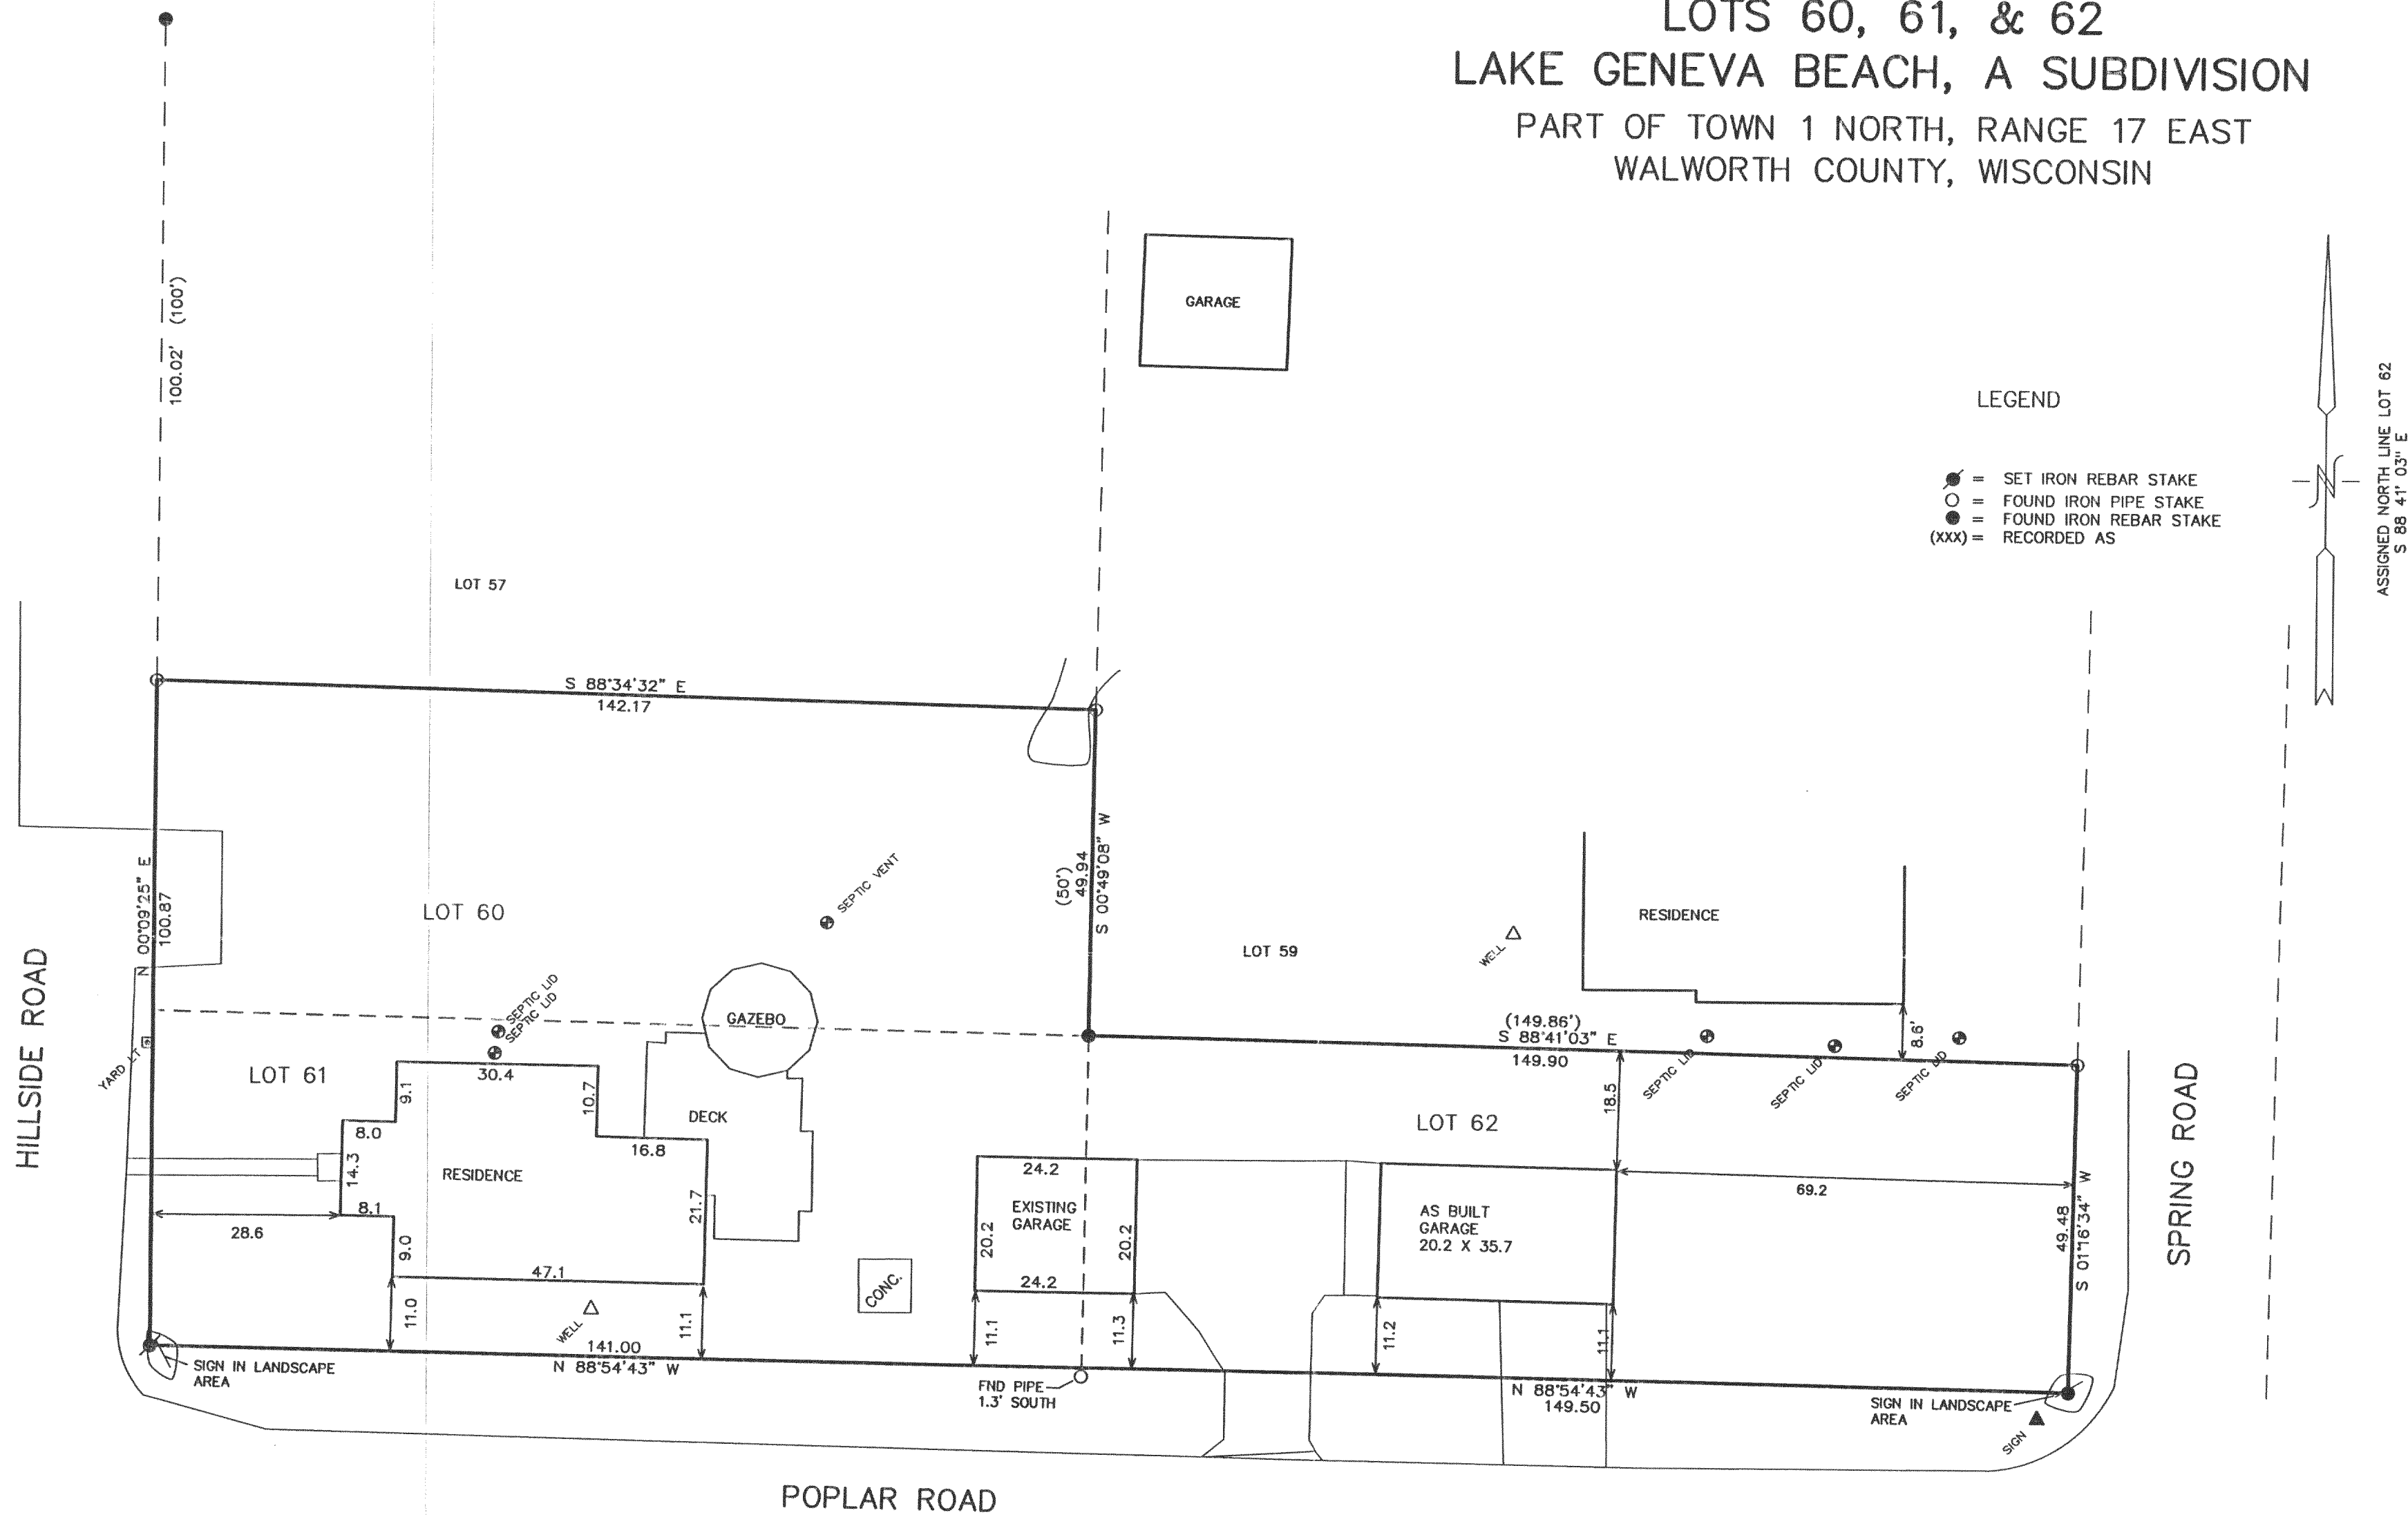 LOTS 60, 61, & 62
LAKE GENEVA BEACH, A SUBDIVISION
PART OF TOWN 1 NORTH, RANGE 17 EAST
WALWORTH COUNTY, WISCONSIN
100.02' (100')
GARAGE
LEGEND
= SET IRON REBAR STAKE
= FOUND IRON PIPE STAKE
= FOUND IRON REBAR STAKE
(XXX) = RECORDED AS
N
ASSIGNED NORTH LINE LOT 62
S 88 41' 03" E
LOT 57
S 88°34'32" E
142.17
N 00°09'25" E
100.87
(50')
49.94
S 00°49'08" W
LOT 60
SEPTIC VENT
SEPTIC LID
SEPTIC LID
GAZEBO
LOT 59
WELL
RESIDENCE
8.6'
(149.86')
S 88°41'03" E
149.90
SEPTIC LID
SEPTIC LID
SEPTIC LID
HILLSIDE ROAD
YARD LT
LOT 61
30.4
9.1
10.7
8.0
14.3
16.8
DECK
RESIDENCE
8.1
28.6
9.0
21.7
47.1
11.0
WELL
11.1
CONC.
24.2
EXISTING
GARAGE
20.2
20.2
24.2
11.1
11.3
LOT 62
18.5
69.2
AS BUILT
GARAGE
20.2 X 35.7
11.2
11.1
49.48
S 01°16'34" W
SPRING ROAD
SIGN IN LANDSCAPE
AREA
141.00
N 88°54'43" W
FND PIPE
1.3' SOUTH
N 88°54'43" W
149.50
SIGN IN LANDSCAPE
AREA
SIGN
POPLAR ROAD